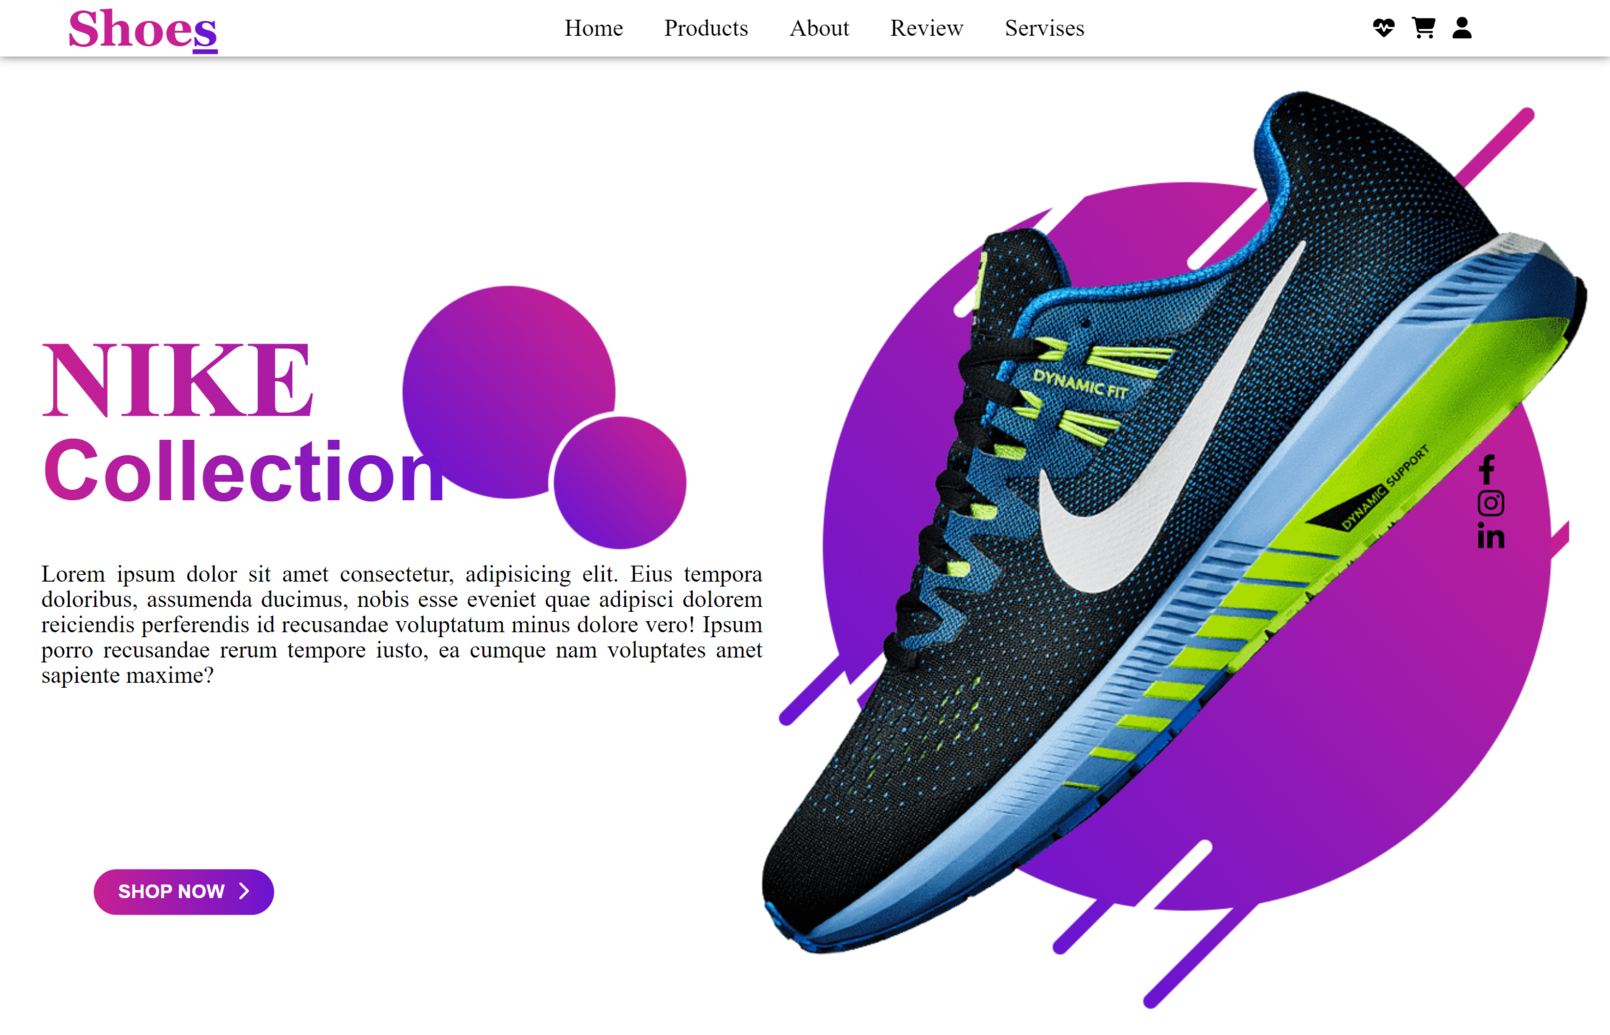 Shoes
Home Products About Review Servises
NIKE
Collection
Lorem ipsum dolor sit amet consectetur, adipisicing elit. Eius tempora
doloribus, assumenda ducimus, nobis esse eveniet quae adipisci dolorem
reiciendis perferendis id recusandae voluptatum minus dolore vero! Ipsum
porro recusandae rerum tempore iusto, ea cumque nam voluptates amet
sapiente maxime?
SHOP NOW
DYNAMIC FIT
DYNAMIC SUPPORT